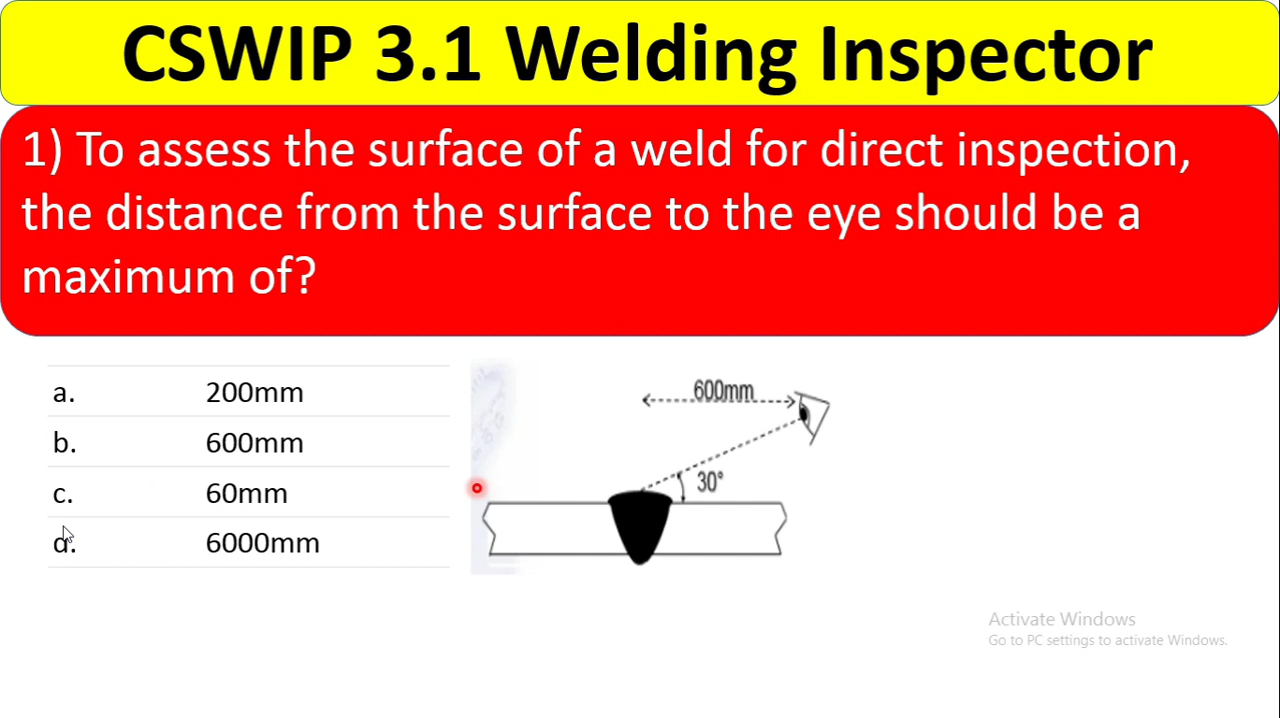 CSWIP 3.1 Welding Inspector
1) To assess the surface of a weld for direct inspection,
the distance from the surface to the eye should be a
maximum of?
a. 200mm
b. 600mm
c. 60mm
d. 6000mm
600mm
30°
Activate Windows
Go to PC settings to activate Windows.